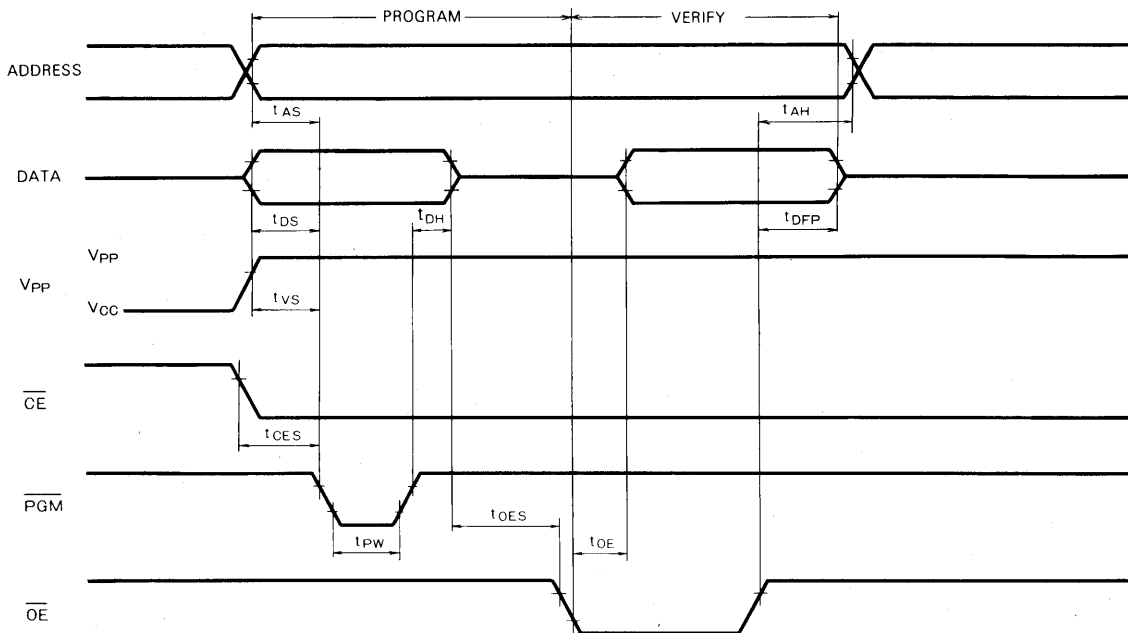 PROGRAM VERIFY
ADDRESS
tAS tAH
DATA
tDS tDH tDFP
VPP
VPP
tVS
VCC
CE
tCES
PGM
tPW tOES tOE
OE